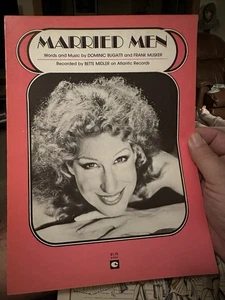 MARRIED MEN
Words and Music by DOMINIC BUGATTI and FRANK MUSKER
Recorded by BETTE MIDLER on Atlantic Records